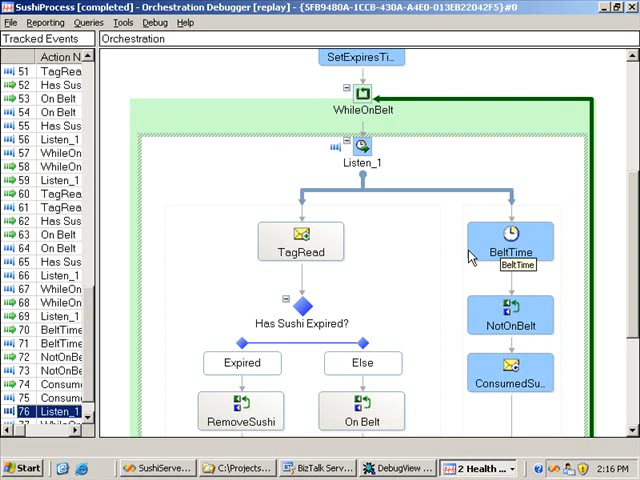 SushiProcess [completed] - Orchestration Debugger [replay] - {5FB9480A-1CCB-430A-A4E0-013EB22042F5}#0
File Reporting Queries Tools Debug Help
Tracked Events
Orchestration
Action N
51 TagRea
52 Has Sus
53 On Belt
54 On Belt
55 Has Sus
56 Listen_1
57 WhileOn
58 WhileOn
59 Listen_1
60 TagRea
61 TagRea
62 Has Sus
63 On Belt
64 On Belt
65 Has Sus
66 Listen_1
67 WhileOn
68 WhileOn
69 Listen_1
70 BeltTime
71 BeltTime
72 NotOnBe
73 NotOnBe
74 Consume
75 Consume
76 Listen_1
77 WhileOn
SetExpiresTi...
WhileOnBelt
Listen_1
TagRead
BeltTime
BeltTime
Has Sushi Expired?
NotOnBelt
Expired
Else
ConsumedSu...
RemoveSushi
On Belt
Start
SushiServe...
C:\Projects...
BizTalk Serv...
DebugView ...
2 Health ...
2:16 PM